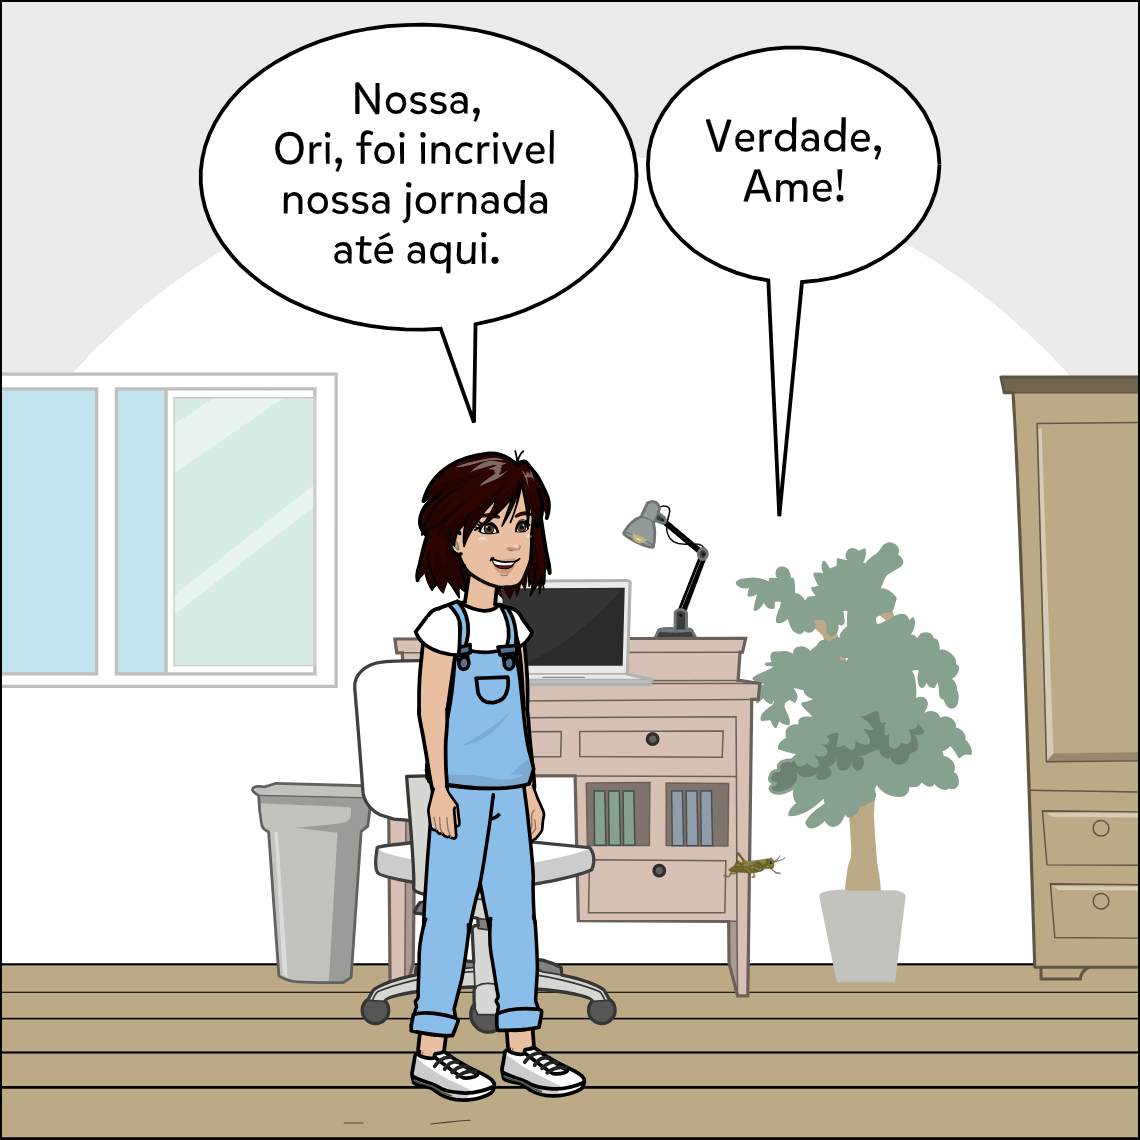 Nossa,
Ori, foi incrivel
nossa jornada
até aqui.
Verdade,
Ame!